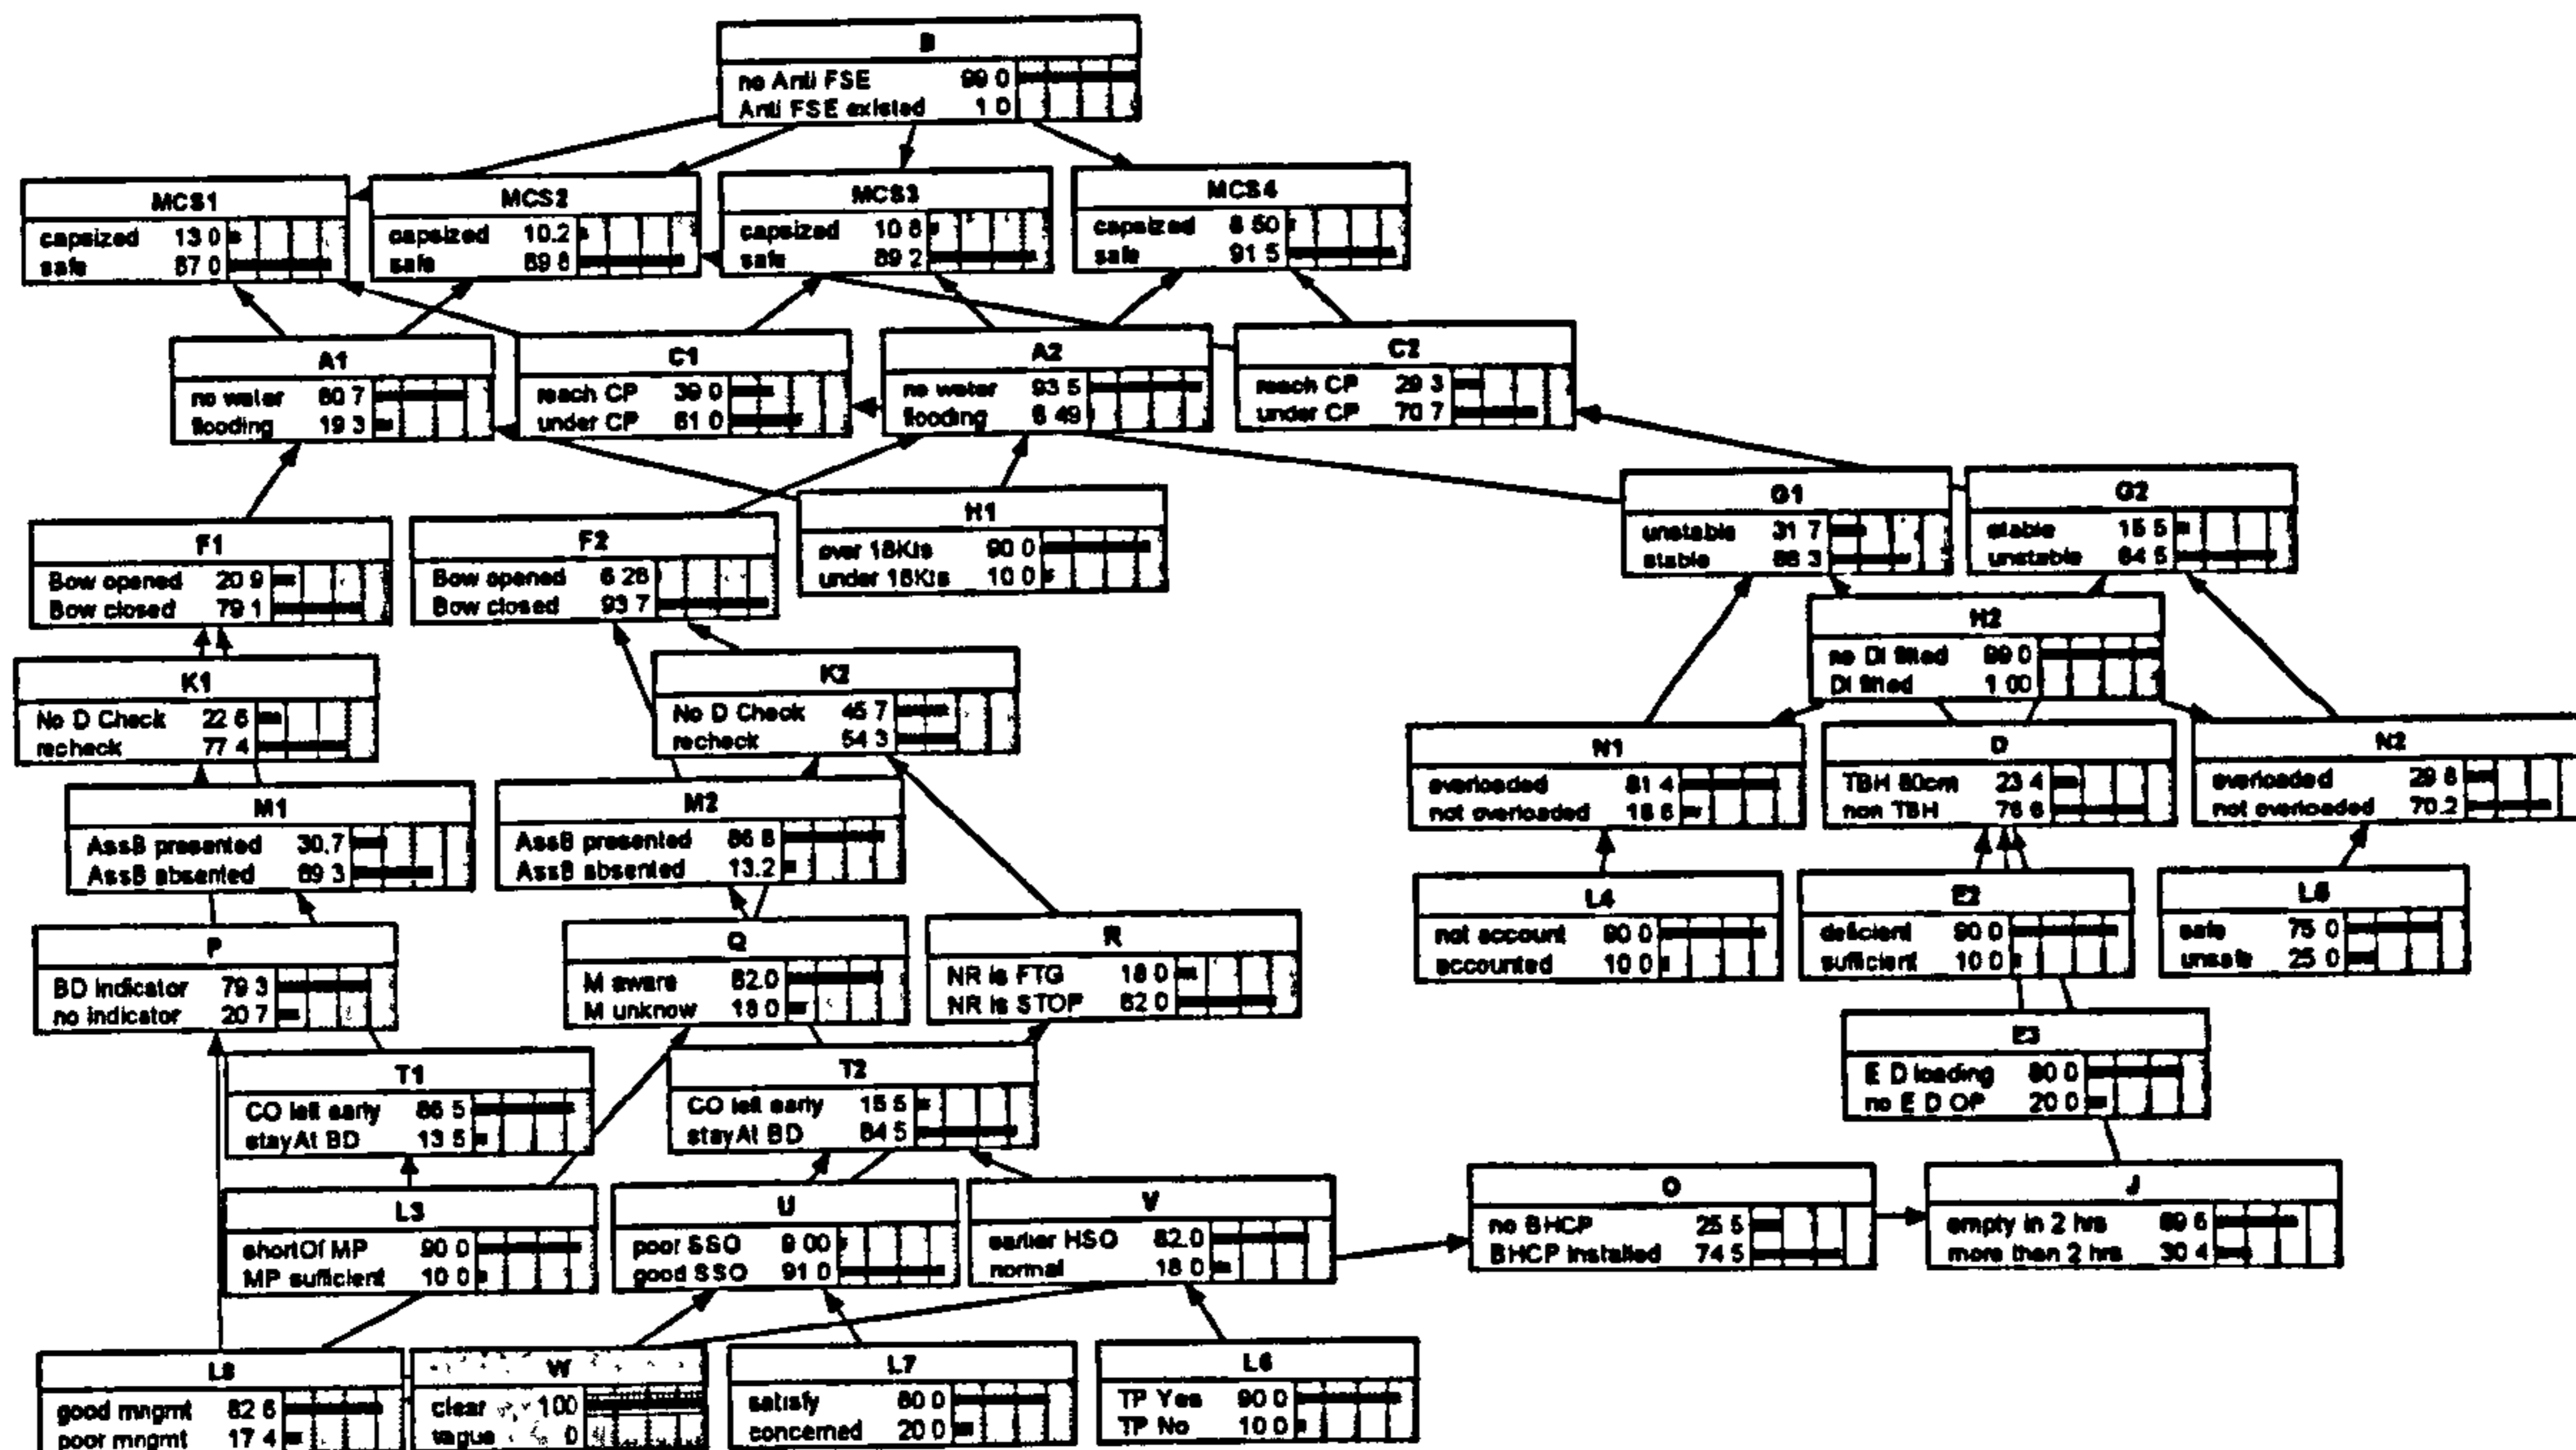 B
no Anti FSE 99 0
Anti FSE existed 1 0
MCS1
capsized 13 0
safe 87 0
MCS2
capsized 10.2
safe 89 8
MCS3
capsized 10 8
safe 89 2
MCS4
capsized 8 50
safe 91 5
A1
no water 80 7
flooding 19 3
C1
reach CP 39 0
under CP 61 0
A2
no water 93 5
flooding 6 49
C2
reach CP 29 3
under CP 70 7
G1
unstable 31 7
stable 68 3
G2
stable 15 5
unstable 84 5
F1
Bow opened 20 9
Bow closed 79 1
F2
Bow opened 6 28
Bow closed 93 7
H1
over 18Kts 90 0
under 18Kts 10 0
H2
no DI fitted 99 0
DI fitted 1 00
K1
No D Check 22 6
recheck 77 4
K2
No D Check 45 7
recheck 54 3
N1
overloaded 81 4
not overloaded 18 6
D
TBH 80cm 23 4
non TBH 76 6
N2
overloaded 29 8
not overloaded 70.2
M1
AssB presented 30.7
AssB absented 69 3
M2
AssB presented 86 8
AssB absented 13.2
L4
not account 90 0
accounted 10 0
E2
deficient 90 0
sufficient 10 0
L5
safe 75 0
unsafe 25 0
P
BD indicator 79 3
no indicator 20 7
Q
M aware 82.0
M unknow 18 0
R
NR is FTG 18 0
NR is STOP 82 0
E3
E D loading 80 0
no E D OP 20 0
T1
CO left early 86 5
stayAt BD 13 5
T2
CO left early 15 5
stayAt BD 84 5
L3
shortOf MP 90 0
MP sufficient 10 0
U
poor SSO 9 00
good SSO 91 0
V
earlier HSO 82.0
normal 18 0
O
no BHCP 25 5
BHCP installed 74 5
J
empty in 2 hrs 69 6
more than 2 hrs 30 4
L8
good mngmt 82 6
poor mngmt 17 4
W
clear 100
vague 0
L7
satisfy 80 0
concerned 20 0
L6
TP Yes 90 0
TP No 10 0